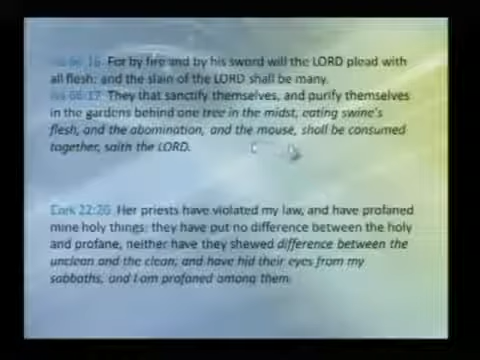 Isa 66:16 For by fire and by his sword will the LORD plead with
all flesh: and the slain of the LORD shall be many.
Isa 66:17 They that sanctify themselves, and purify themselves
in the gardens behind one tree in the midst, eating swine's
flesh, and the abomination, and the mouse, shall be consumed
together, saith the LORD.
Ezek 22:26 Her priests have violated my law, and have profaned
mine holy things: they have put no difference between the holy
and profane, neither have they shewed difference between the
unclean and the clean, and have hid their eyes from my
sabbaths, and I am profaned among them.